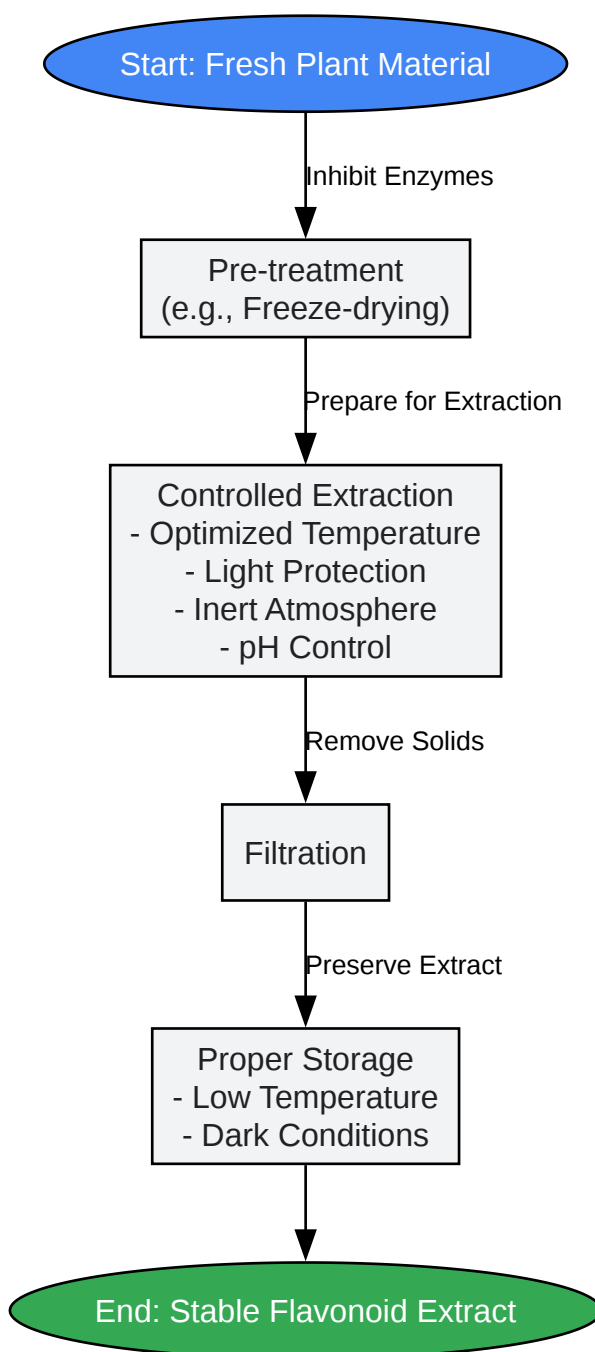 Start: Fresh Plant Material
Inhibit Enzymes
Pre-treatment
(e.g., Freeze-drying)
Prepare for Extraction
Controlled Extraction
- Optimized Temperature
- Light Protection
- Inert Atmosphere
- pH Control
Remove Solids
Filtration
Preserve Extract
Proper Storage
- Low Temperature
- Dark Conditions
End: Stable Flavonoid Extract